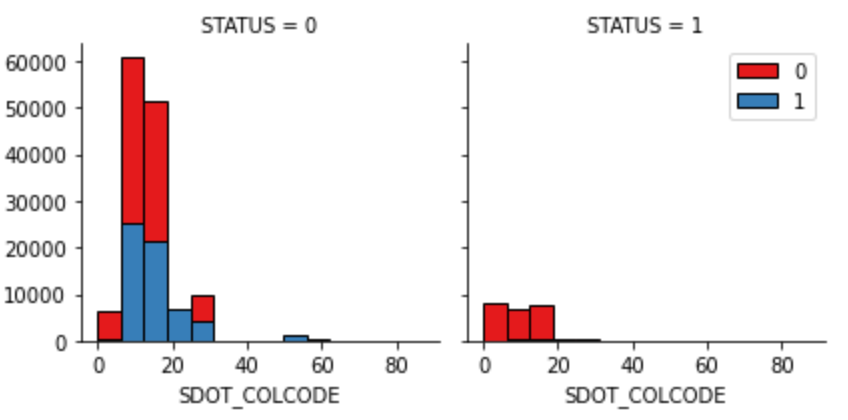 STATUS = 0
STATUS = 1
60000
50000
40000
30000
20000
10000
0
0 20 40 60 80
SDOT_COLCODE
0 20 40 60 80
SDOT_COLCODE
0
1